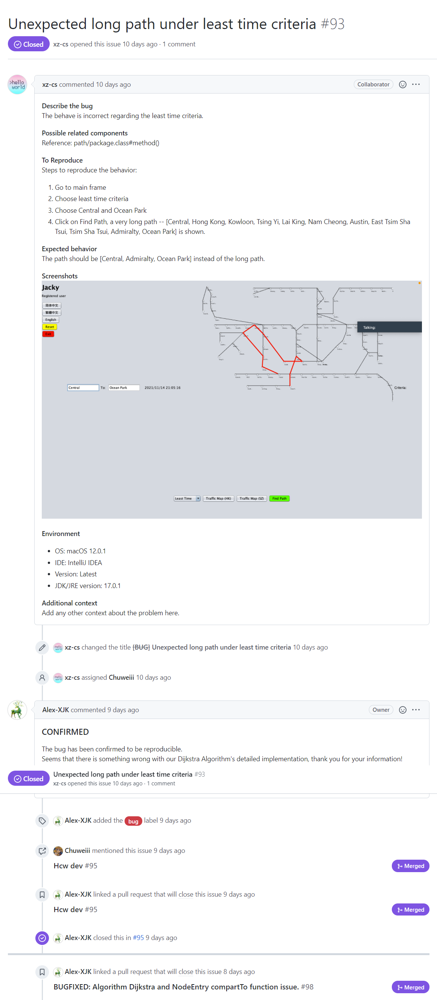 Unexpected long path under least time criteria #93
Closed xz-cs opened this issue 10 days ago · 1 comment
>hello
world
xz-cs commented 10 days ago
Collaborator
Describe the bug
The behave is incorrect regarding the least time criteria.
Possible related components
Reference: path/package.class#method()
To Reproduce
Steps to reproduce the behavior:
1. Go to main frame
2. Choose least time criteria
3. Choose Central and Ocean Park
4. Click on Find Path, a very long path -- [Central, Hong Kong, Kowloon, Tsing Yi, Lai King, Nam Cheong, Austin, East Tsim Sha
Tsui, Tsim Sha Tsui, Admiralty, Ocean Park] is shown.
Expected behavior
The path should be [Central, Admiralty, Ocean Park] instead of the long path.
Screenshots
Jacky
Registered user
简体中文
繁體中文
English
Reset
Exit
Talking:
Central To: Ocean Park 2021/11/14 21:05:16
Criteria:
Least Time Traffic Map (HK) Traffic Map (SZ) Find Path
Environment
• OS: macOS 12.0.1
• IDE: IntelliJ IDEA
• Version: Latest
• JDK/JRE version: 17.0.1
Additional context
Add any other context about the problem here.
xz-cs changed the title [BUG] Unexpected long path under least time criteria 10 days ago
xz-cs assigned Chuweiii 10 days ago
Alex-XJK commented 9 days ago
Owner
CONFIRMED
The bug has been confirmed to be reproducible.
Seems that there is something wrong with our Dijkstra Algorithm's detailed implementation, thank you for your information!
Closed
Unexpected long path under least time criteria #93
xz-cs opened this issue 10 days ago · 1 comment
Alex-XJK added the bug label 9 days ago
Chuweiii mentioned this issue 9 days ago
Hcw dev #95
Merged
Alex-XJK linked a pull request that will close this issue 9 days ago
Hcw dev #95
Merged
Alex-XJK closed this in #95 9 days ago
Alex-XJK linked a pull request that will close this issue 8 days ago
BUGFIXED: Algorithm Dijkstra and NodeEntry compartTo function issue. #98
Merged